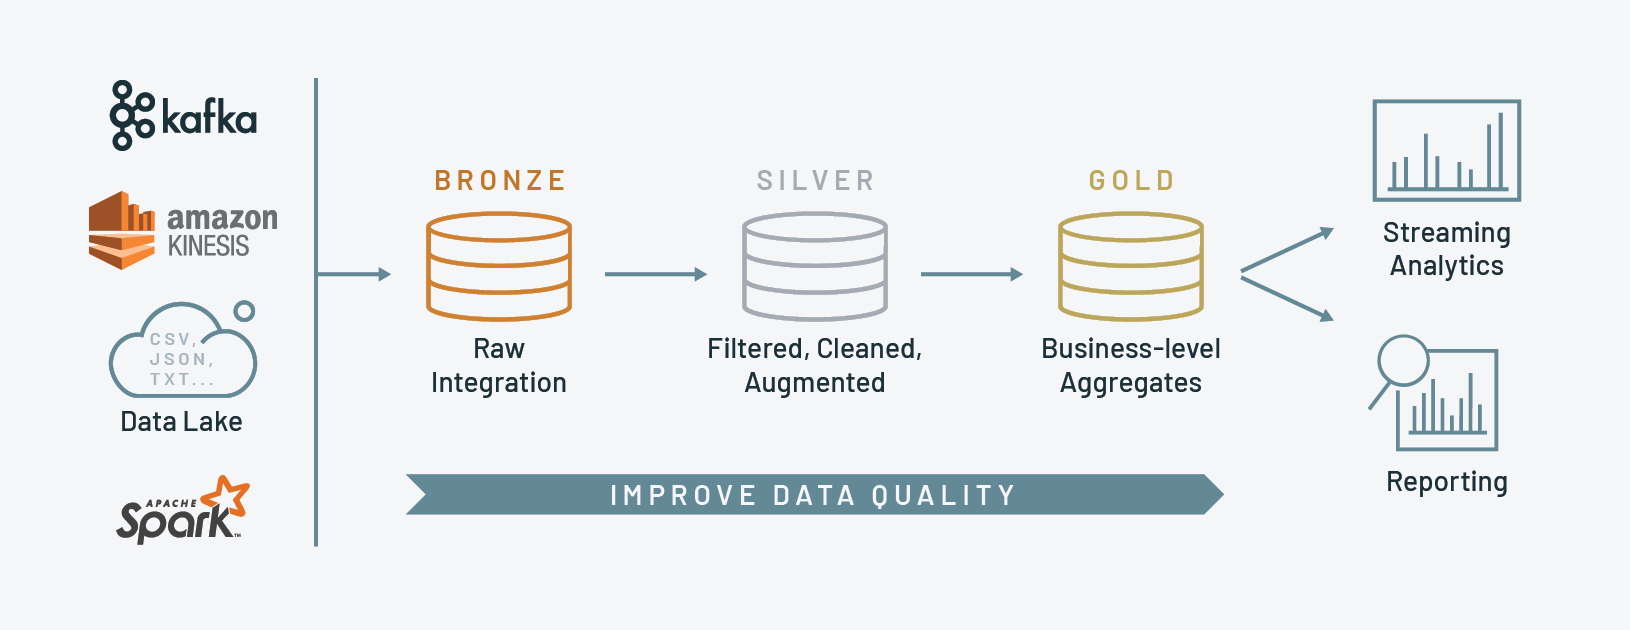 kafka
amazon
KINESIS
CSV,
JSON,
TXT...
Data Lake
APACHE
Spark™
BRONZE
Raw
Integration
SILVER
Filtered, Cleaned,
Augmented
GOLD
Business-level
Aggregates
IMPROVE DATA QUALITY
Streaming
Analytics
Reporting